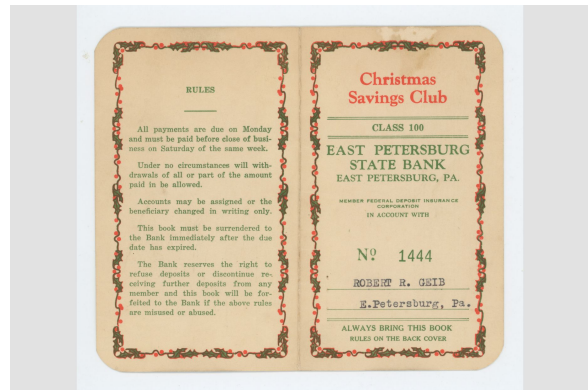 RULES
All payments are due on Monday
and must be paid before close of busi-
ness on Saturday of the same week.
Under no circumstances will with-
drawals of all or part of the amount
paid in be allowed.
Accounts may be assigned or the
beneficiary changed in writing only.
This book must be surrendered to
the Bank immediately after the due
date has expired.
The Bank reserves the right to
refuse deposits or discontinue re-
ceiving further deposits from any
member and this book will be for-
feited to the Bank if the above rules
are misused or abused.
Christmas
Savings Club
CLASS 100
EAST PETERSBURG
STATE BANK
EAST PETERSBURG, PA.
MEMBER FEDERAL DEPOSIT INSURANCE
CORPORATION
IN ACCOUNT WITH
Nº 1444
ROBERT R. GEIB
E.Petersburg, Pa.
ALWAYS BRING THIS BOOK
RULES ON THE BACK COVER